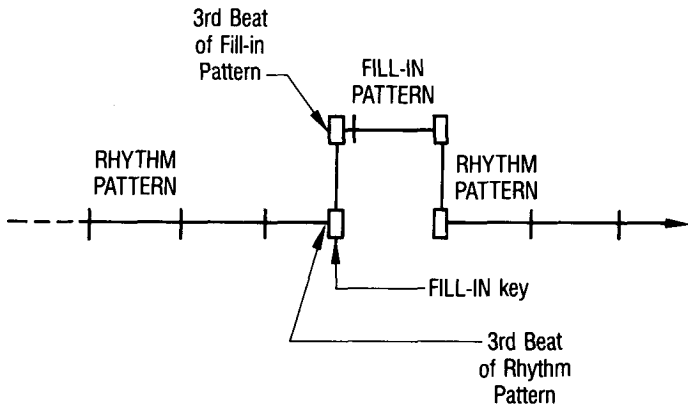 3rd Beat
of Fill-in
Pattern
FILL-IN
PATTERN
RHYTHM
PATTERN
RHYTHM
PATTERN
FILL-IN key
3rd Beat
of Rhythm
Pattern